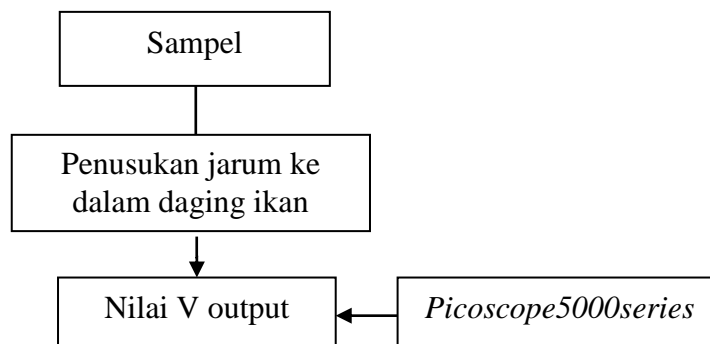 Sampel
Penusukan jarum ke
dalam daging ikan
Nilai V output
Picoscope5000series